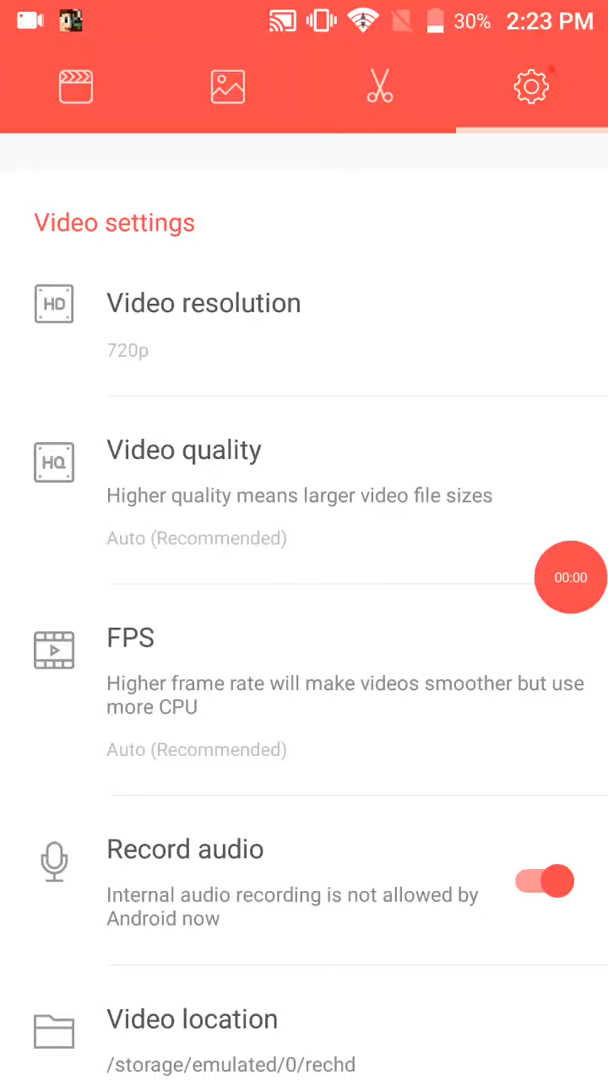 30% 2:23 PM
Video settings
HD
Video resolution
720p
HQ
Video quality
Higher quality means larger video file sizes
Auto (Recommended)
00:00
FPS
Higher frame rate will make videos smoother but use
more CPU
Auto (Recommended)
Record audio
Internal audio recording is not allowed by
Android now
Video location
/storage/emulated/0/rechd